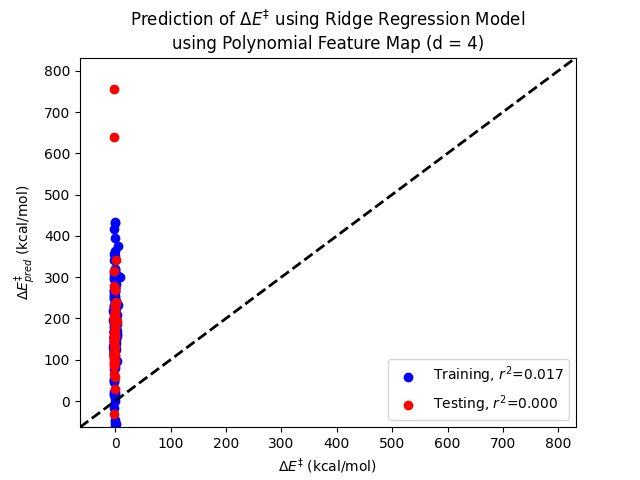 Prediction of ΔE‡ using Ridge Regression Model
using Polynomial Feature Map (d = 4)
800
700
600
500
400
300
200
100
0
ΔE‡pred (kcal/mol)
0 100 200 300 400 500 600 700 800
ΔE‡ (kcal/mol)
Training, r²=0.017
Testing, r²=0.000